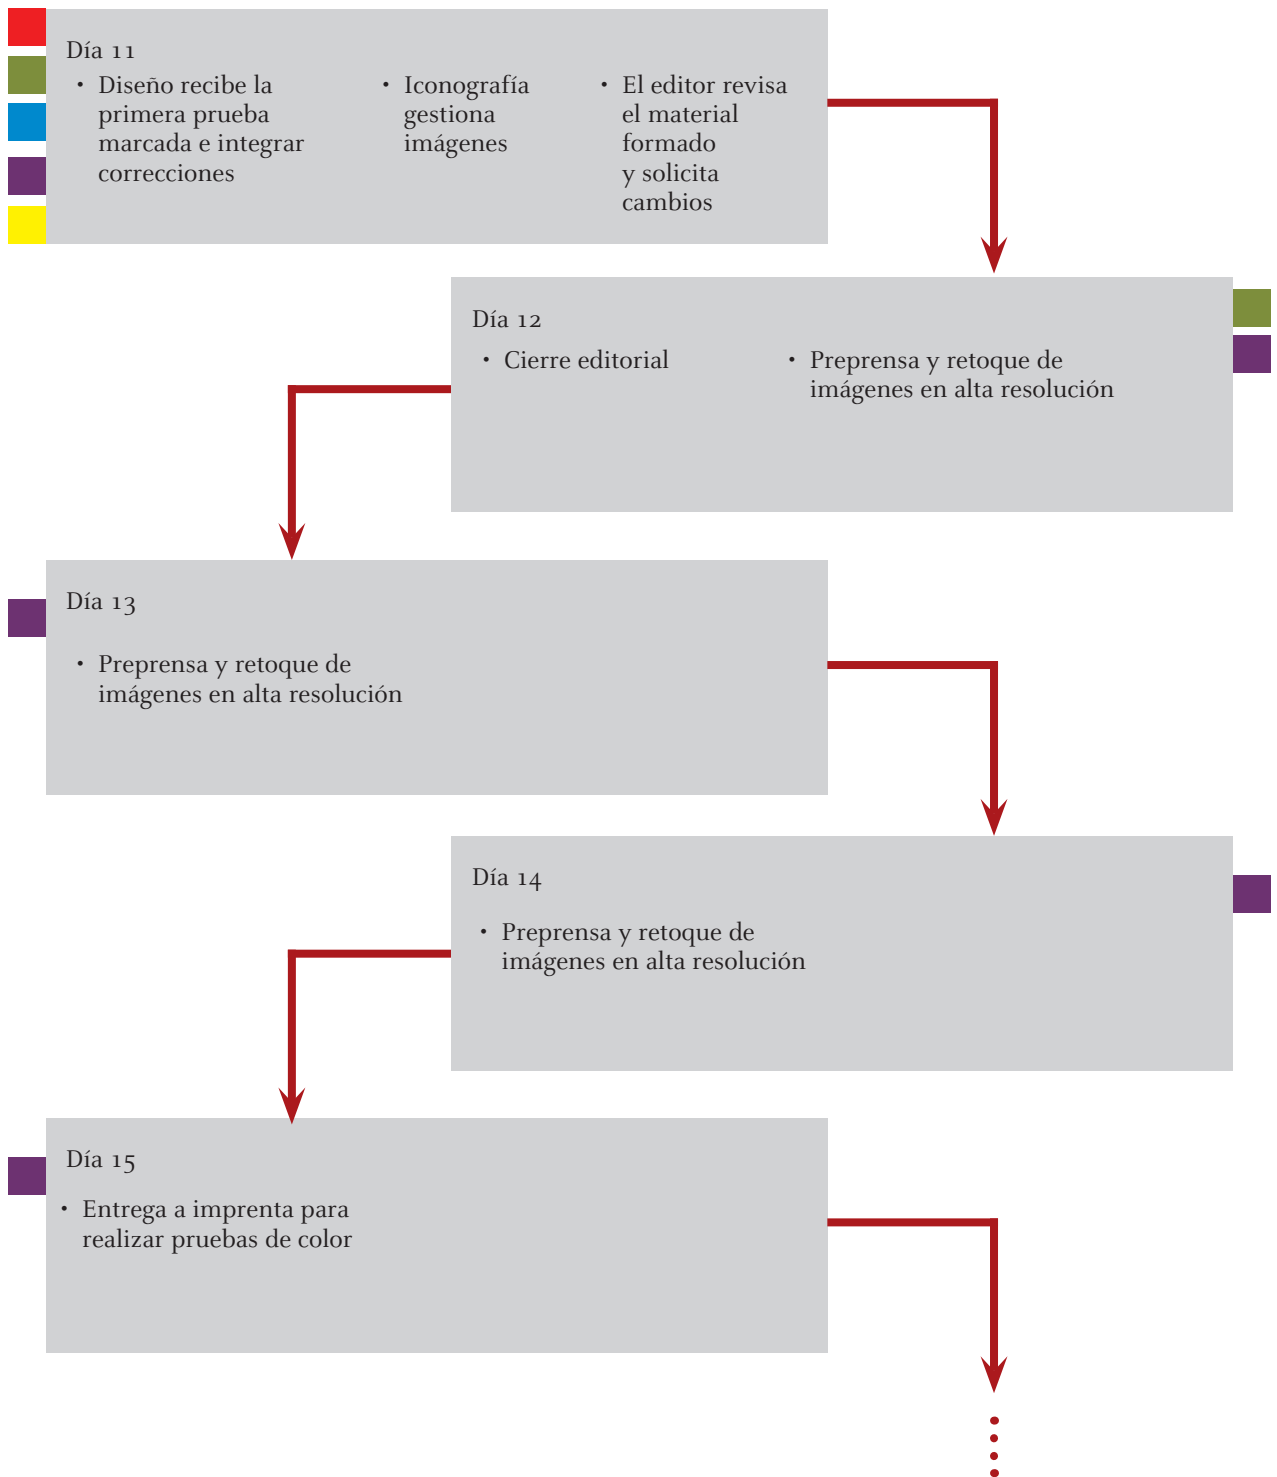 Día 11
• Diseño recibe la
primera prueba
marcada e integrar
correcciones
• Iconografía
gestiona
imágenes
• El editor revisa
el material
formado
y solicita
cambios
Día 12
• Cierre editorial
• Preprensa y retoque de
imágenes en alta resolución
Día 13
• Preprensa y retoque de
imágenes en alta resolución
Día 14
• Preprensa y retoque de
imágenes en alta resolución
Día 15
• Entrega a imprenta para
realizar pruebas de color